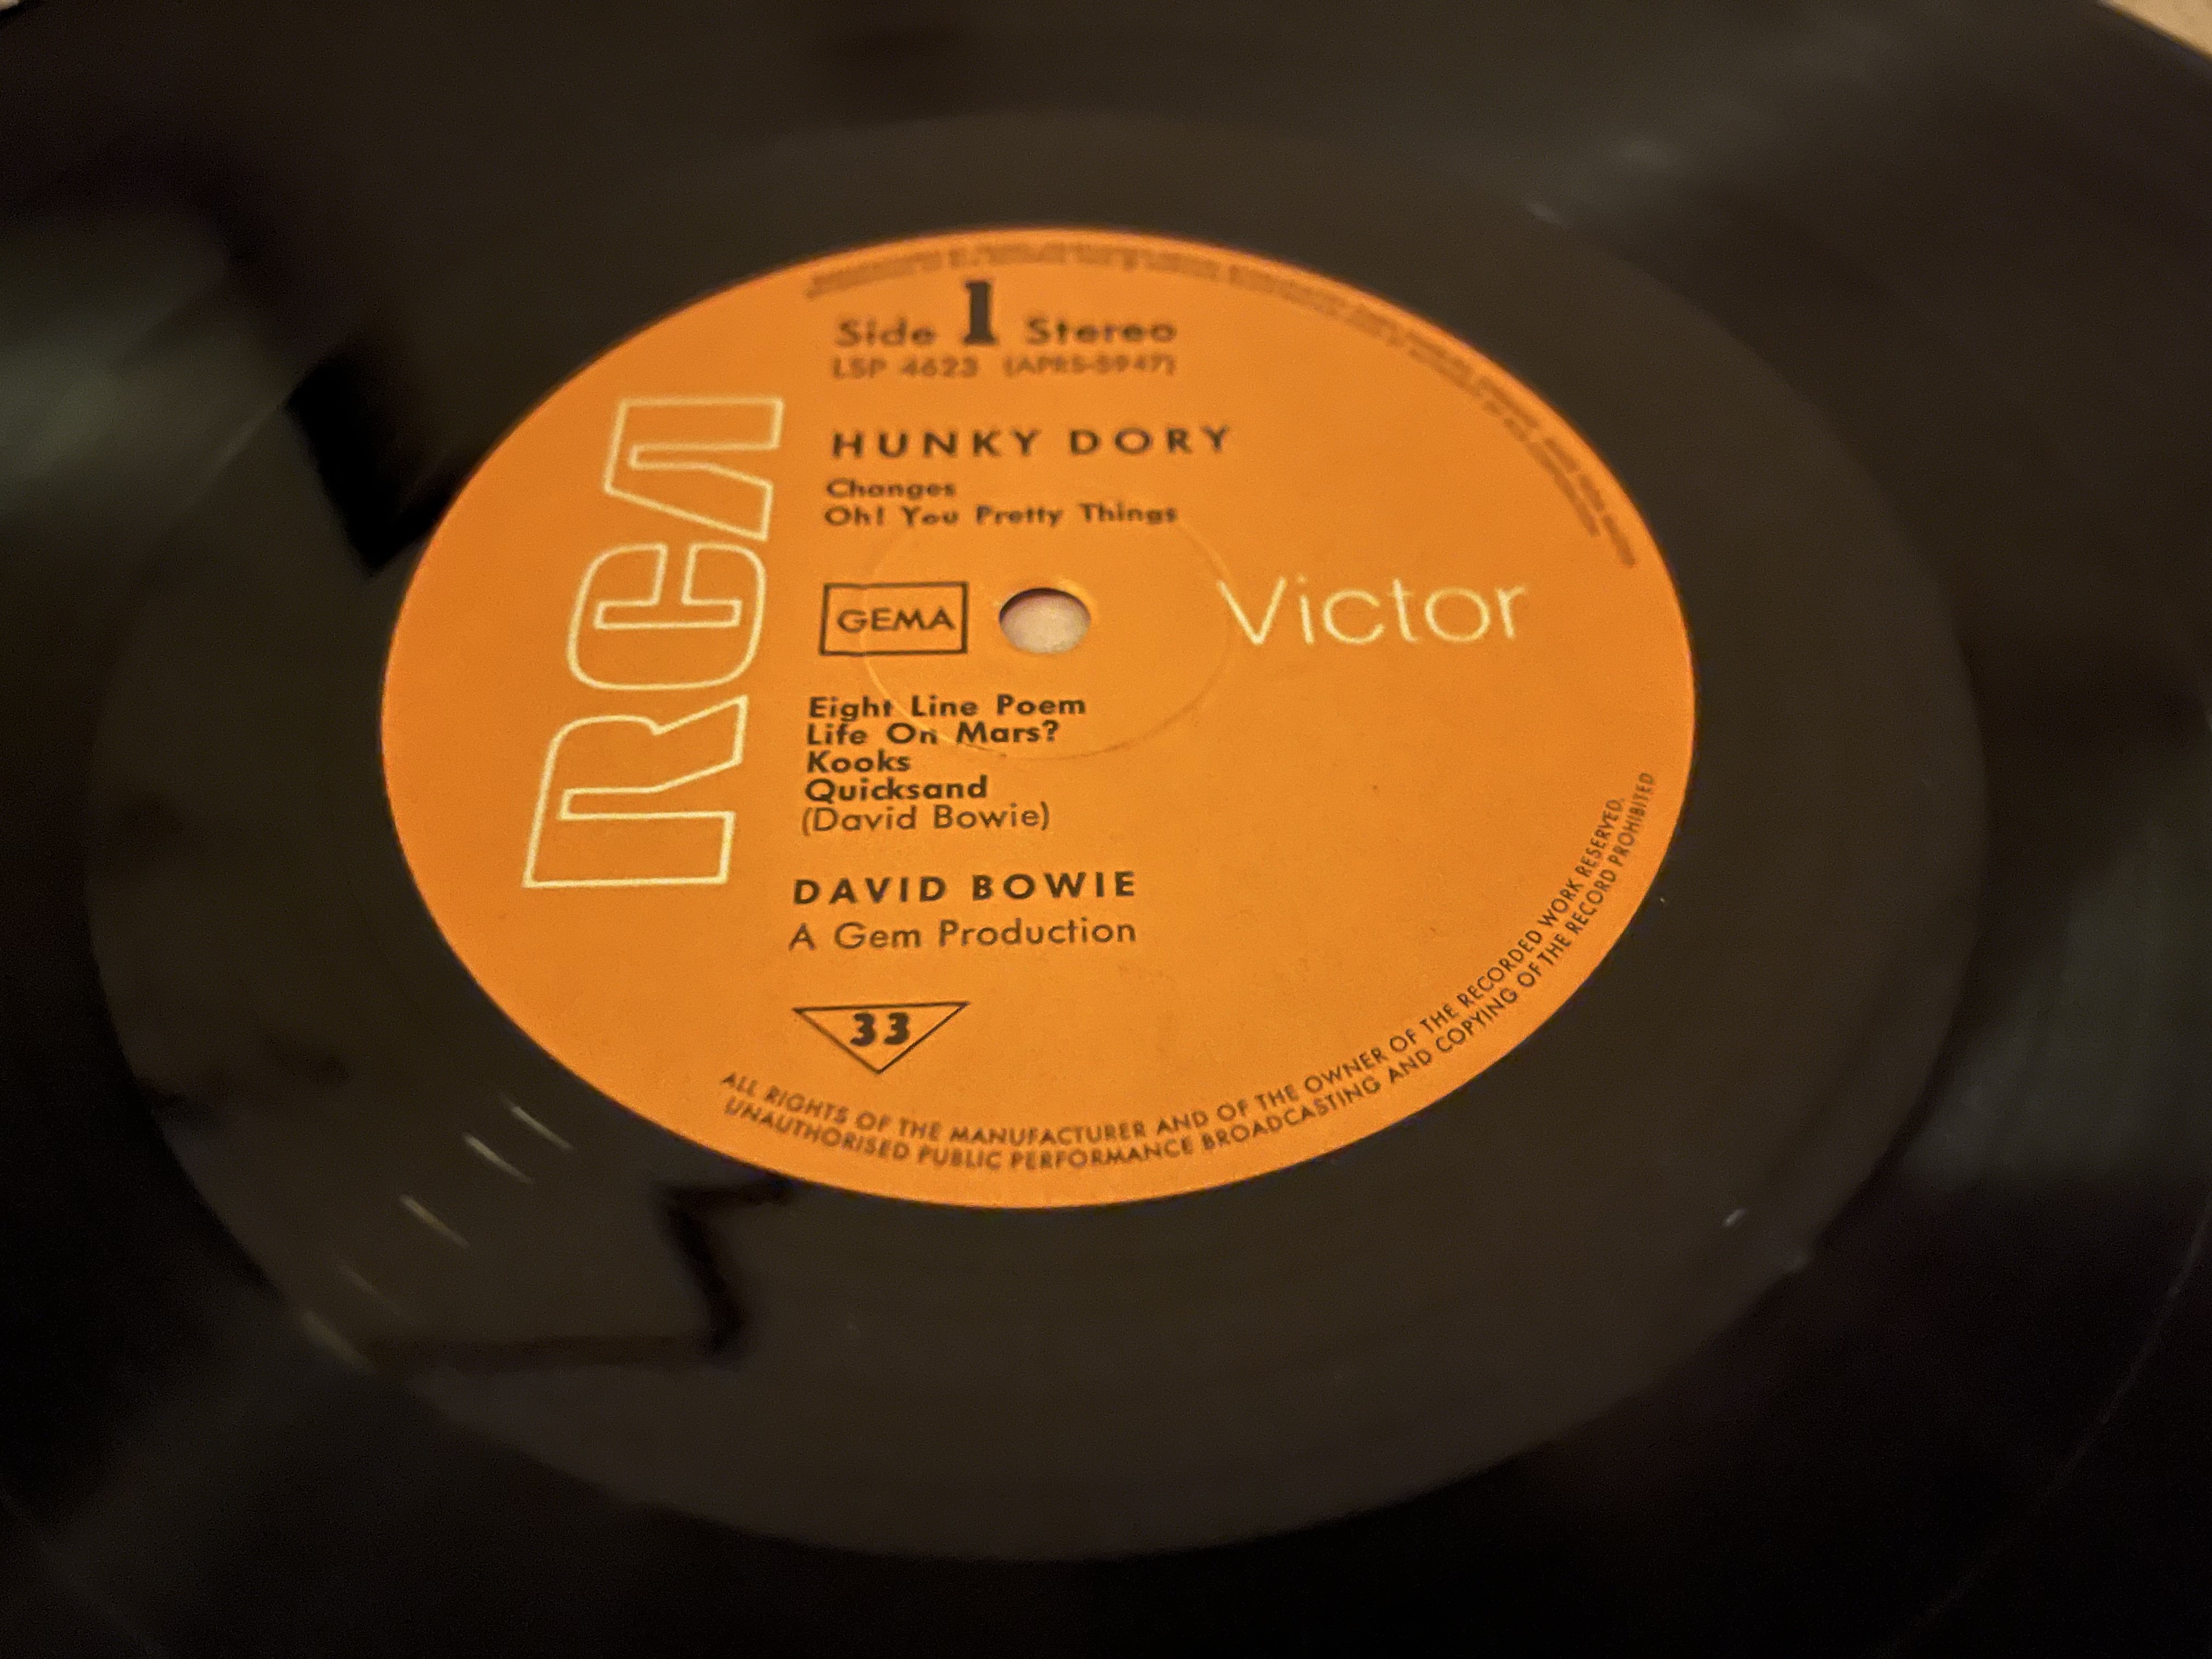 Side 1 Stereo
LSP 4623 (APRS-5947)
HUNKY DORY
Changes
Oh! You Pretty Things
RCA
GEMA
Victor
Eight Line Poem
Life On Mars?
Kooks
Quicksand
(David Bowie)
DAVID BOWIE
A Gem Production
33
ALL RIGHTS OF THE MANUFACTURER AND OF THE OWNER OF THE RECORDED WORK RESERVED.
UNAUTHORISED PUBLIC PERFORMANCE BROADCASTING AND COPYING OF THE RECORD PROHIBITED